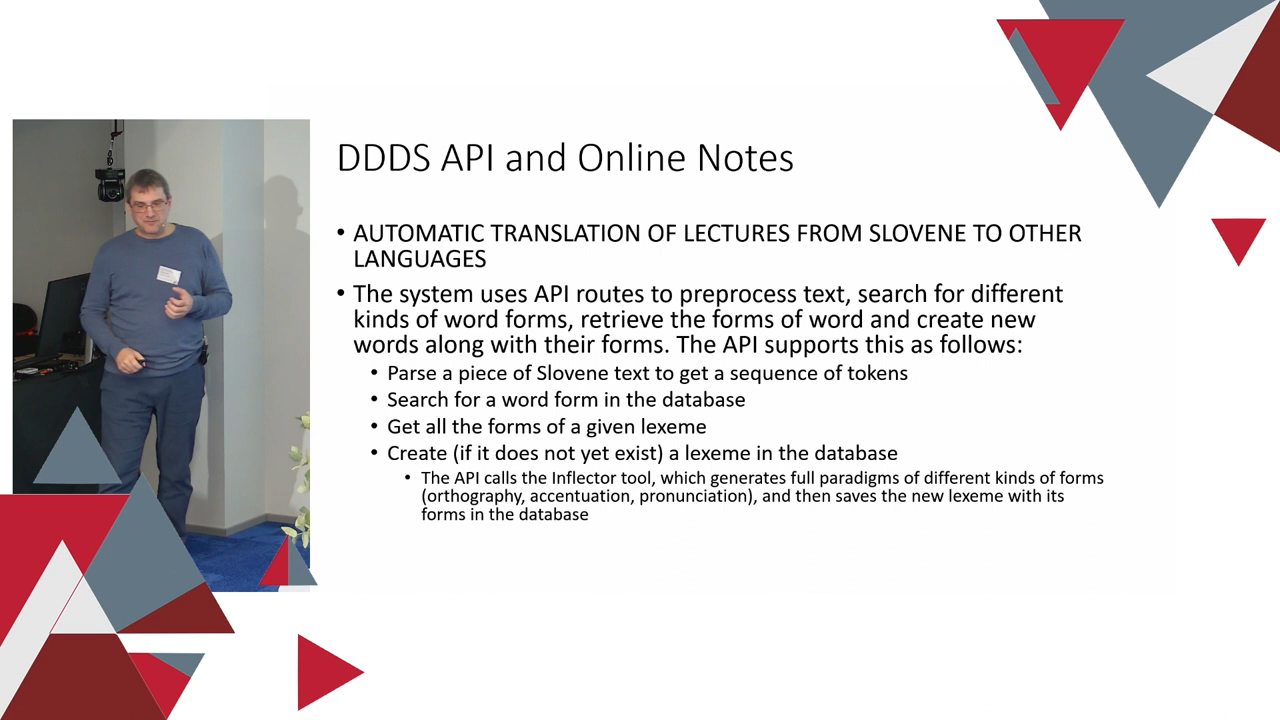 DDDS API and Online Notes
• AUTOMATIC TRANSLATION OF LECTURES FROM SLOVENE TO OTHER
LANGUAGES
• The system uses API routes to preprocess text, search for different
kinds of word forms, retrieve the forms of word and create new
words along with their forms. The API supports this as follows:
• Parse a piece of Slovene text to get a sequence of tokens
• Search for a word form in the database
• Get all the forms of a given lexeme
• Create (if it does not yet exist) a lexeme in the database
• The API calls the Inflector tool, which generates full paradigms of different kinds of forms
(orthography, accentuation, pronunciation), and then saves the new lexeme with its
forms in the database